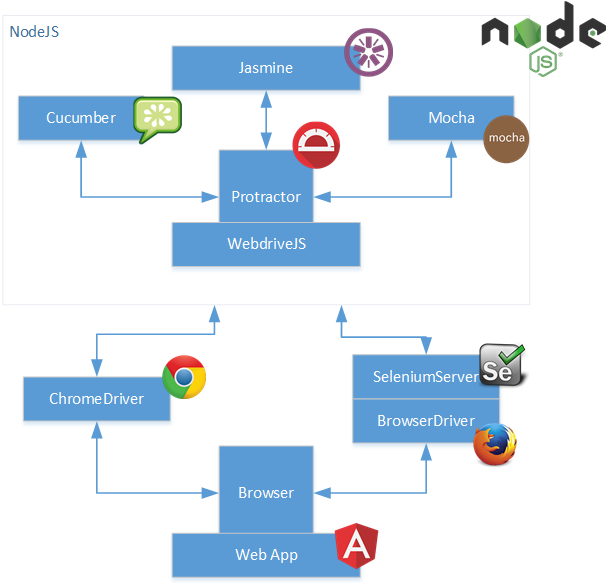 NodeJS
node
JS
Jasmine
Cucumber
Mocha
mocha
Protractor
WebdriveJS
SeleniumServer
Se
ChromeDriver
BrowserDriver
Browser
Web App
A